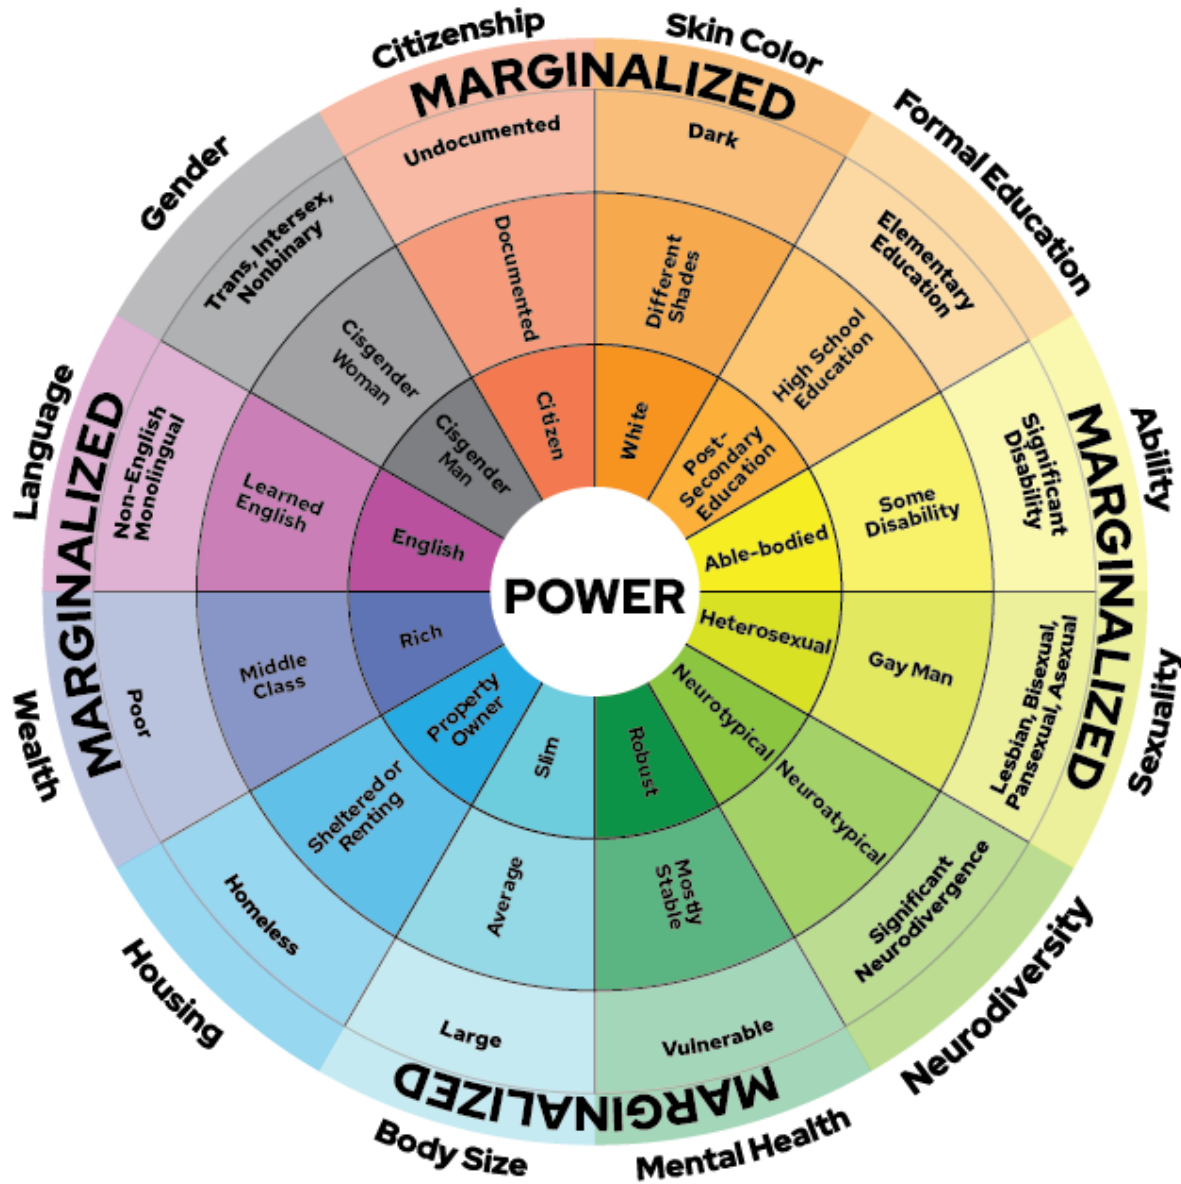 Citizenship
MARGINALIZED
Undocumented
Documented
Citizen
Skin Color
Dark
Different
Shades
White
Formal Education
Elementary
Education
High School
Education
Post-
Secondary
Education
Ability
MARGINALIZED
Significant
Disability
Some
Disability
Able-bodied
Sexuality
Lesbian, Bisexual,
Pansexual, Asexual
Gay Man
Heterosexual
Neurodiversity
Significant
Neurodivergence
Neuroatypical
Neurotypical
Mental Health
MARGINALIZED
Vulnerable
Mostly
Stable
Robust
Body Size
Large
Average
Slim
Housing
Homeless
Sheltered or
Renting
Property
Owner
Wealth
MARGINALIZED
Poor
Middle
Class
Rich
Language
Non-English
Monolingual
Learned
English
English
Gender
Trans, Intersex,
Nonbinary
Cisgender
Woman
Cisgender
Man
POWER